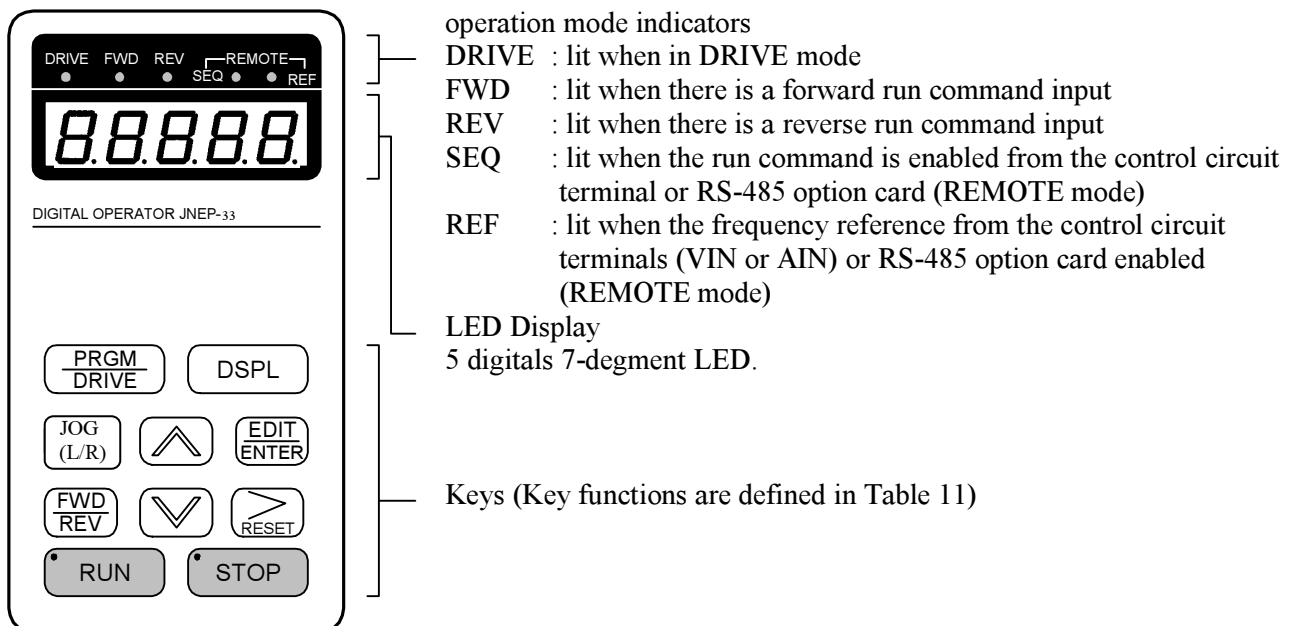 DRIVE FWD REV REMOTE
SEQ REF
88888
DIGITAL OPERATOR JNEP-33
PRGM
DRIVE
DSPL
JOG
(L/R)
EDIT
ENTER
FWD
REV
RESET
RUN
STOP
operation mode indicators
DRIVE : lit when in DRIVE mode
FWD : lit when there is a forward run command input
REV : lit when there is a reverse run command input
SEQ : lit when the run command is enabled from the control circuit
terminal or RS-485 option card (REMOTE mode)
REF : lit when the frequency reference from the control circuit
terminals (VIN or AIN) or RS-485 option card enabled
(REMOTE mode)
LED Display
5 digitals 7-degment LED.
Keys (Key functions are defined in Table 11)